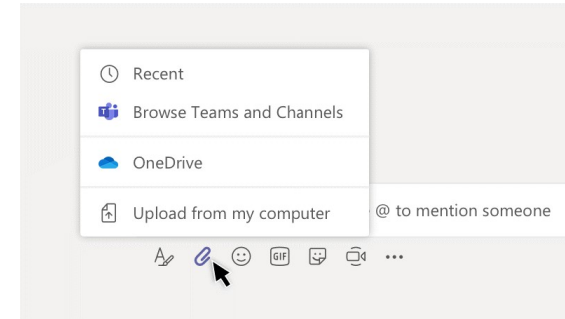 Recent
Browse Teams and Channels
OneDrive
Upload from my computer
@ to mention someone
GIF